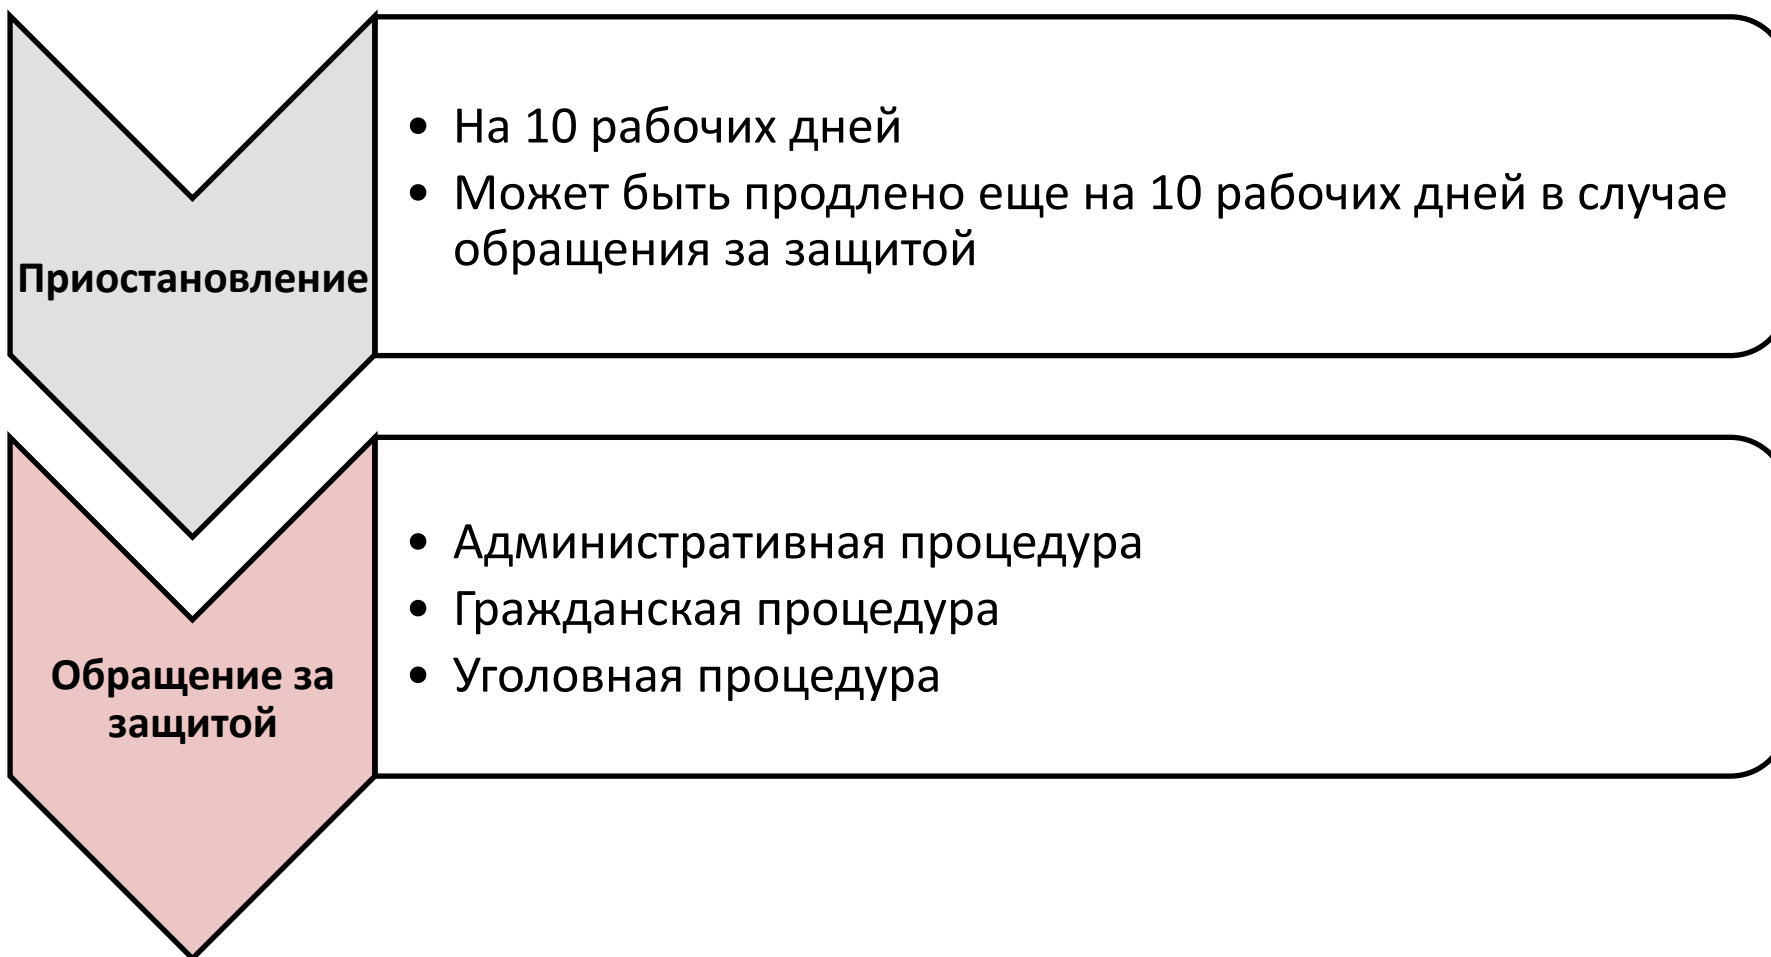 Приостановление
• На 10 рабочих дней
• Может быть продлено еще на 10 рабочих дней в случае
обращения за защитой
Обращение за
защитой
• Административная процедура
• Гражданская процедура
• Уголовная процедура